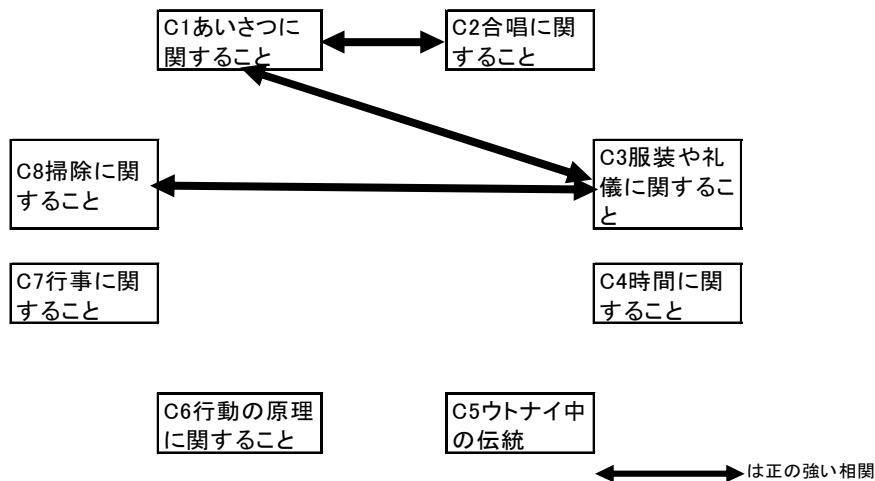 C1あいさつに
関すること
C2合唱に関
すること
C8掃除に関
すること
C3服装や礼
儀に関するこ
と
C7行事に関
すること
C4時間に関
すること
C6行動の原理
に関すること
C5ウトナイ中
の伝統
は正の強い相関